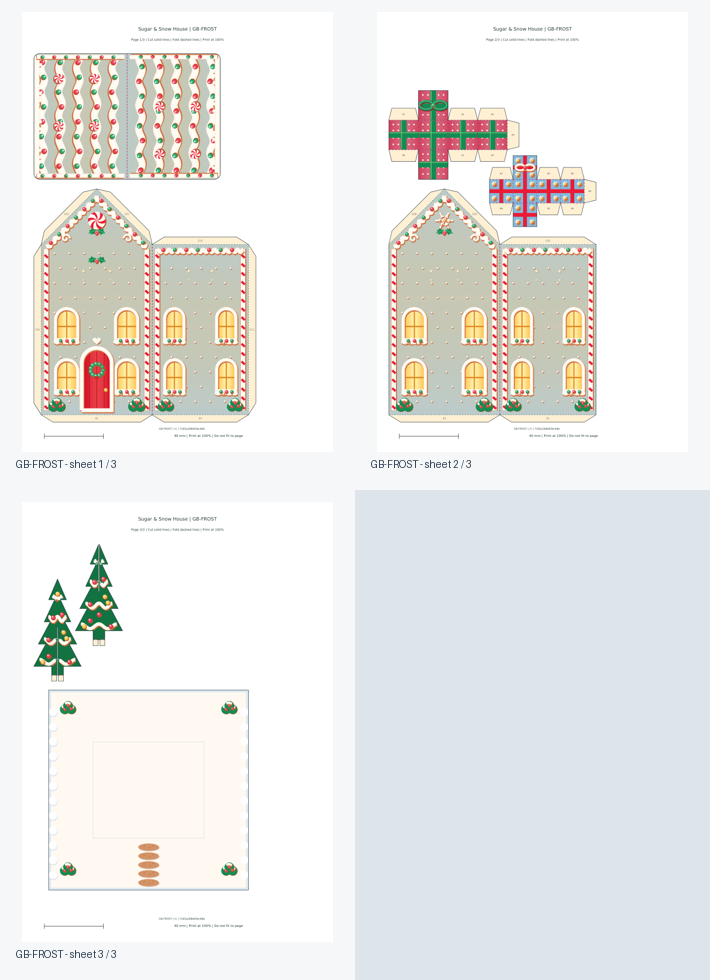 Sugar & Snow House | GB-FROST
Page 1/3 | Cut solid lines | Fold dashed lines | Print at 100%
50 mm | Print at 100% | Do not fit to page
GB-FROST - sheet 1 / 3
Sugar & Snow House | GB-FROST
Page 2/3 | Cut solid lines | Fold dashed lines | Print at 100%
50 mm | Print at 100% | Do not fit to page
GB-FROST - sheet 2 / 3
Sugar & Snow House | GB-FROST
Page 3/3 | Cut solid lines | Fold dashed lines | Print at 100%
50 mm | Print at 100% | Do not fit to page
GB-FROST - sheet 3 / 3